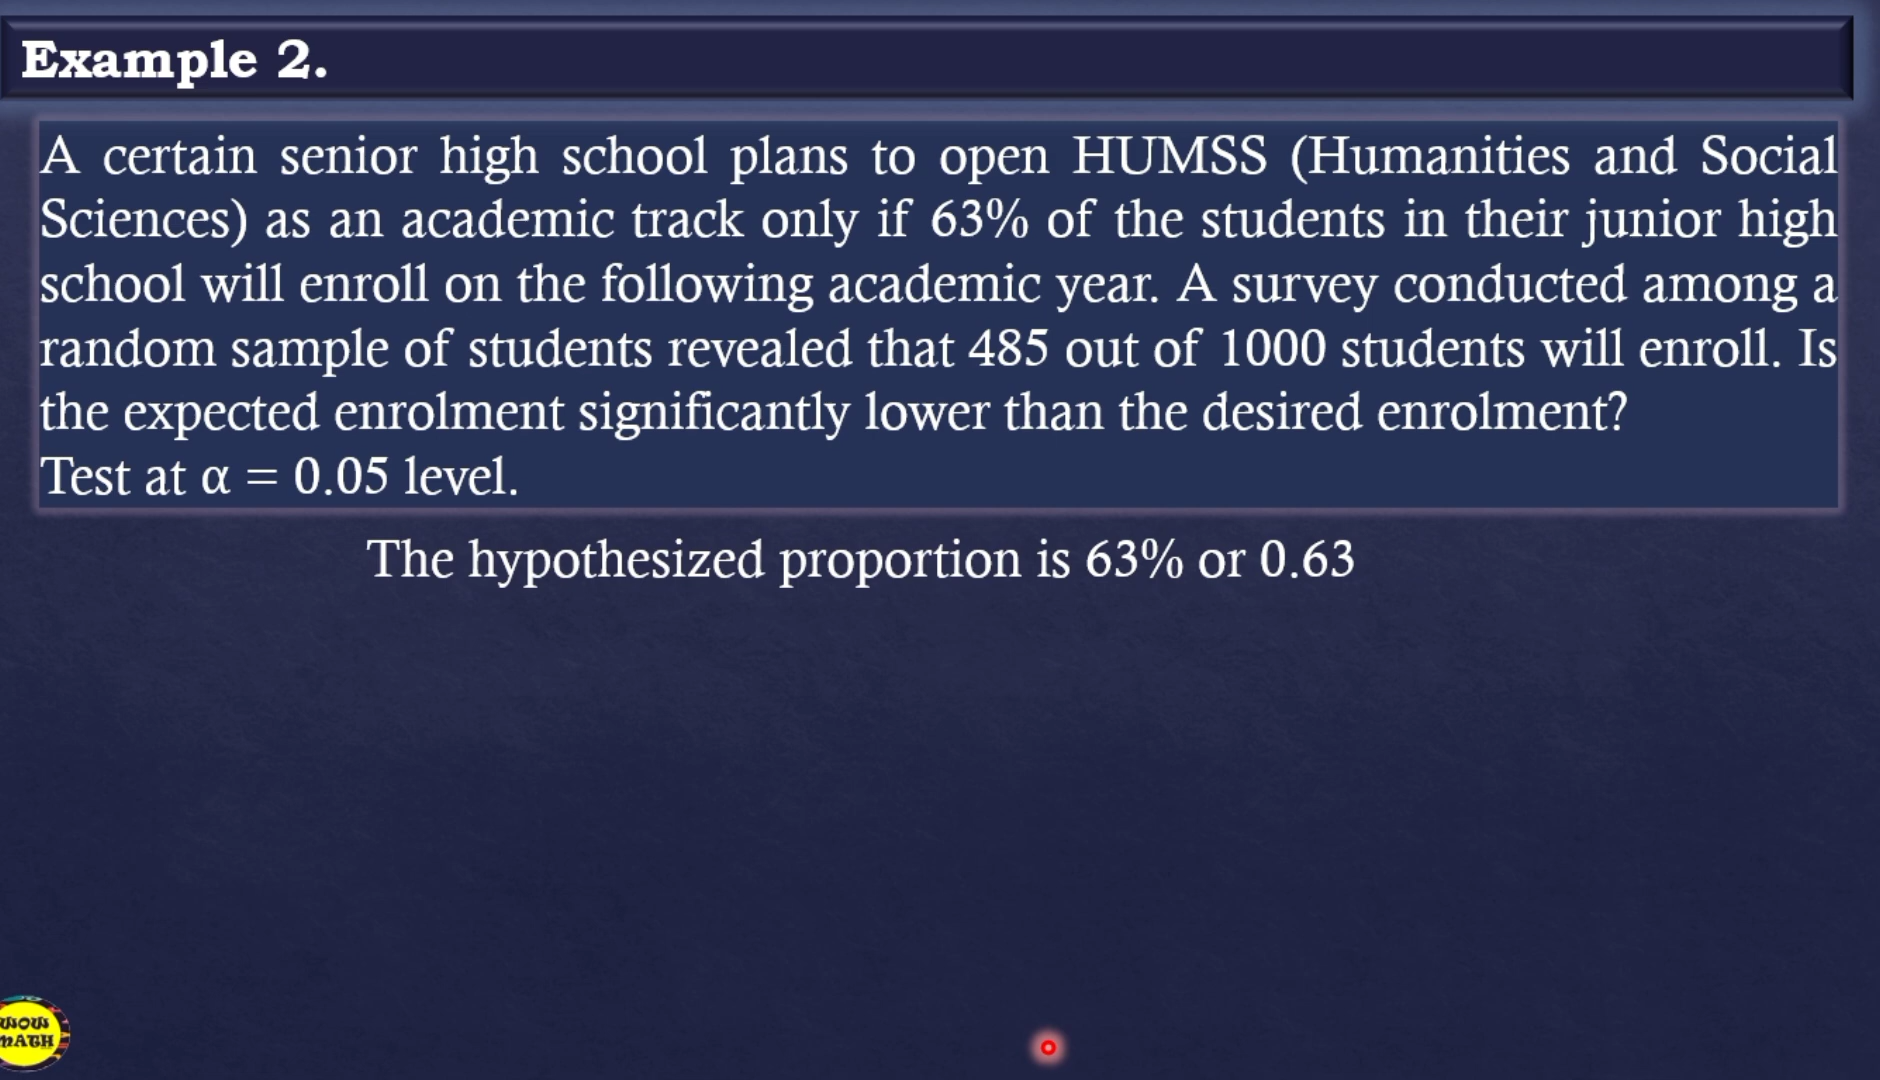 Example 2.
A certain senior high school plans to open HUMSS (Humanities and Social
Sciences) as an academic track only if 63% of the students in their junior high
school will enroll on the following academic year. A survey conducted among a
random sample of students revealed that 485 out of 1000 students will enroll. Is
the expected enrolment significantly lower than the desired enrolment?
Test at α = 0.05 level.
The hypothesized proportion is 63% or 0.63
WOW
MATH